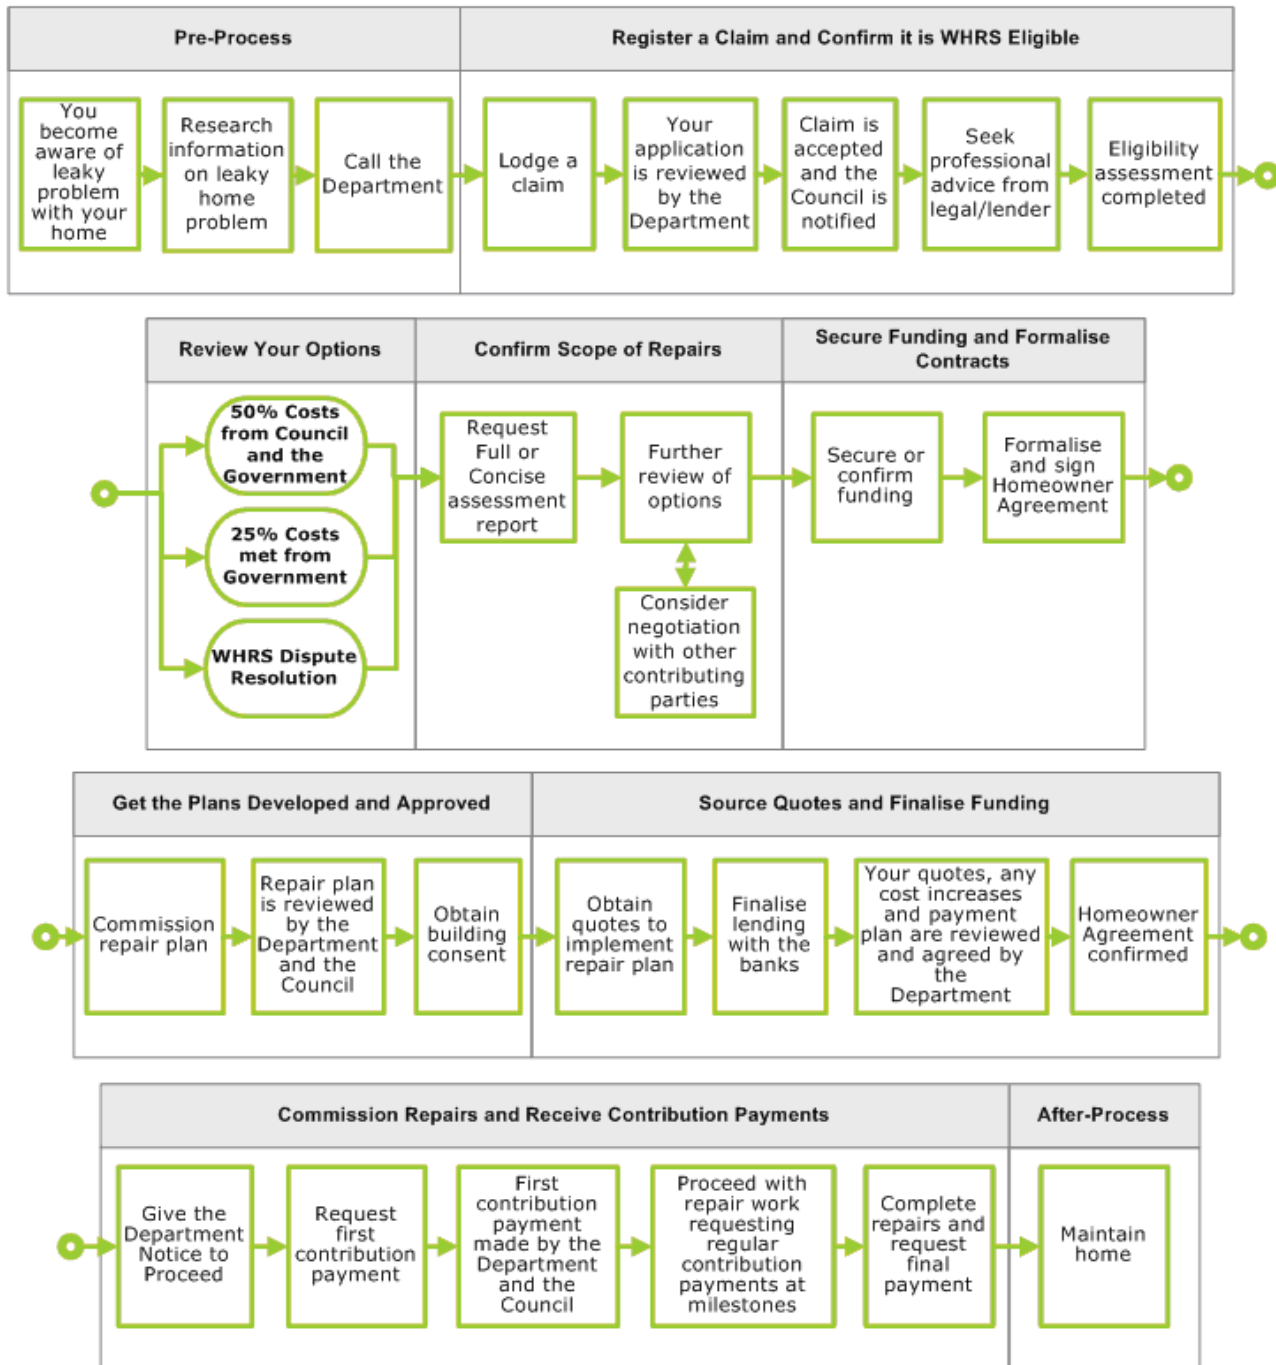 Pre-Process
Register a Claim and Confirm it is WHRS Eligible
You
become
aware of
leaky
problem
with your
home
Research
information
on leaky
home
problem
Call the
Department
Lodge a
claim
Your
application
is reviewed
by the
Department
Claim is
accepted
and the
Council is
notified
Seek
professional
advice from
legal/lender
Eligibility
assessment
completed
Review Your Options
Confirm Scope of Repairs
Secure Funding and Formalise
Contracts
50% Costs
from Council
and the
Government
25% Costs
met from
Government
WHRS Dispute
Resolution
Request
Full or
Concise
assessment
report
Further
review of
options
Consider
negotiation
with other
contributing
parties
Secure or
confirm
funding
Formalise
and sign
Homeowner
Agreement
Get the Plans Developed and Approved
Source Quotes and Finalise Funding
Commission
repair plan
Repair plan
is reviewed
by the
Department
and the
Council
Obtain
building
consent
Obtain
quotes to
implement
repair plan
Finalise
lending
with the
banks
Your quotes, any
cost increases
and payment
plan are reviewed
and agreed by
the
Department
Homeowner
Agreement
confirmed
Commission Repairs and Receive Contribution Payments
After-Process
Give the
Department
Notice to
Proceed
Request
first
contribution
payment
First
contribution
payment
made by the
Department
and the
Council
Proceed with
repair work
requesting
regular
contribution
payments at
milestones
Complete
repairs and
request
final
payment
Maintain
home